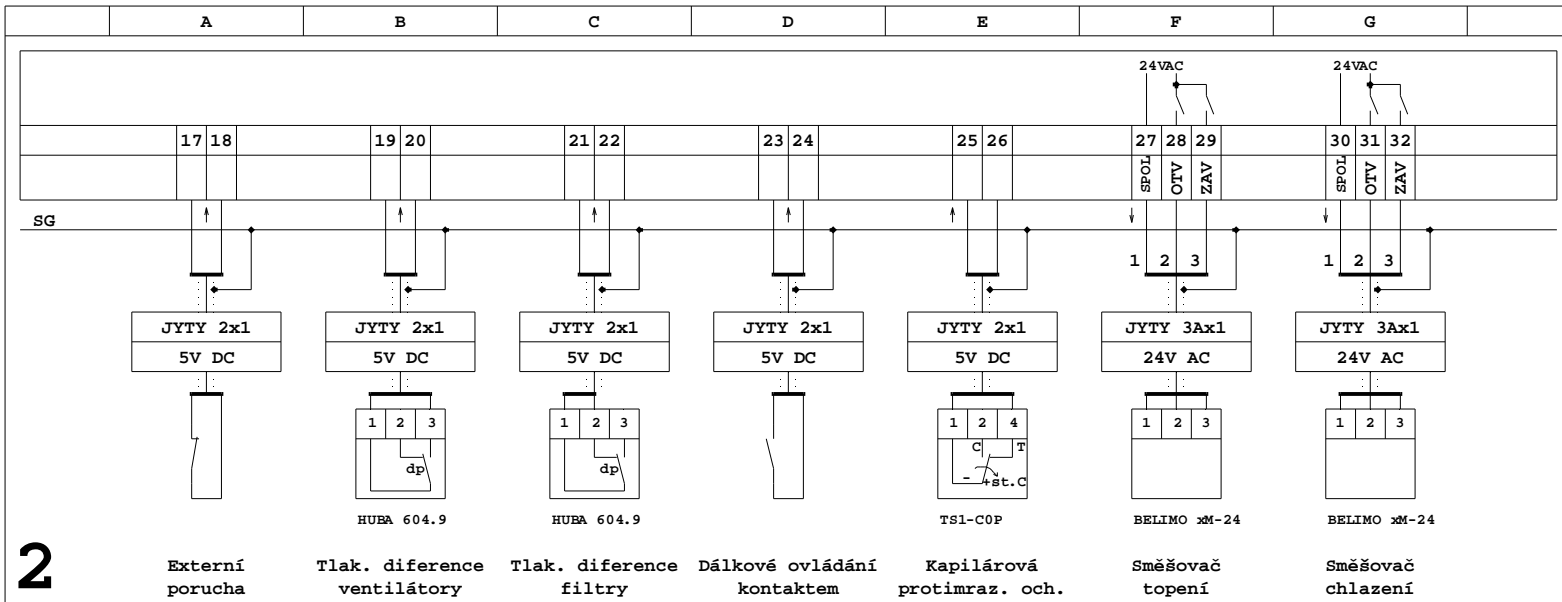 A B C D E F G
24VAC 24VAC
17 18 19 20 21 22 23 24 25 26 27 28 29 30 31 32
SPOL OTV ZAV SPOL OTV ZAV
SG
1 2 3 1 2 3
JYTY 2x1 JYTY 2x1 JYTY 2x1 JYTY 2x1 JYTY 2x1 JYTY 3Ax1 JYTY 3Ax1
5V DC 5V DC 5V DC 5V DC 5V DC 24V AC 24V AC
1 2 3 1 2 3 1 2 4 1 2 3 1 2 3
C T
dp dp - +st.C
HUBA 604.9 HUBA 604.9 TS1-C0P BELIMO xM-24 BELIMO xM-24
2
Externí Tlak. diference Tlak. diference Dálkové ovládání Kapilárová Směšovač Směšovač
porucha ventilátory filtry kontaktem protimraz. och. topení chlazení